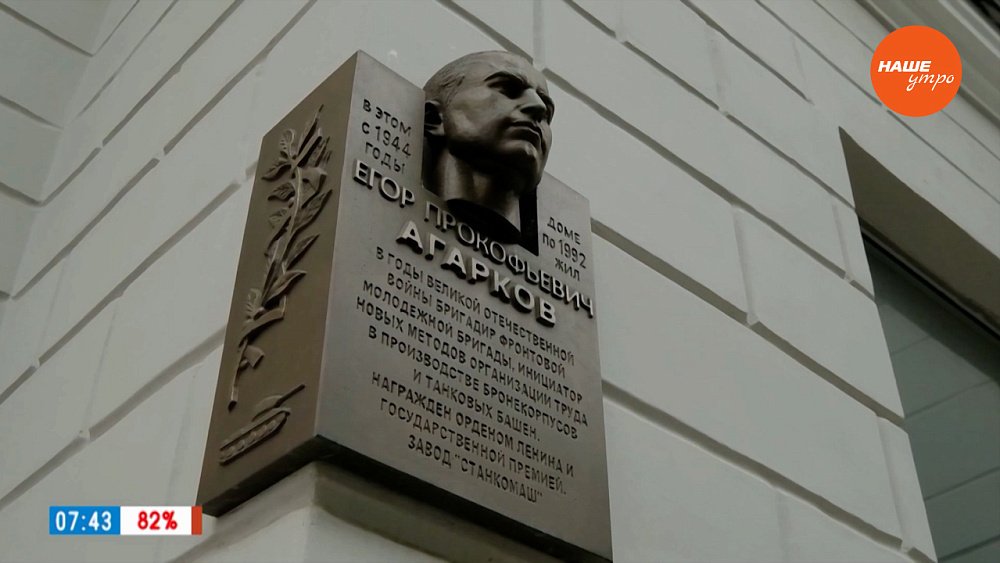 НАШЕ
утро
В ЭТОМ ДОМЕ
С 1944 ПО 1992
ГОДЫ ЖИЛ
ЕГОР ПРОКОФЬЕВИЧ
АГАРКОВ
В ГОДЫ ВЕЛИКОЙ ОТЕЧЕСТВЕННОЙ
ВОЙНЫ БРИГАДИР ФРОНТОВОЙ
МОЛОДЕЖНОЙ БРИГАДЫ, ИНИЦИАТОР
НОВЫХ МЕТОДОВ ОРГАНИЗАЦИИ ТРУДА
В ПРОИЗВОДСТВЕ БРОНЕКОРПУСОВ
И ТАНКОВЫХ БАШЕН.
НАГРАЖДЕН ОРДЕНОМ ЛЕНИНА И
ГОСУДАРСТВЕННОЙ ПРЕМИЕЙ.
ЗАВОД "СТАНКОМАШ"
07:43 82%